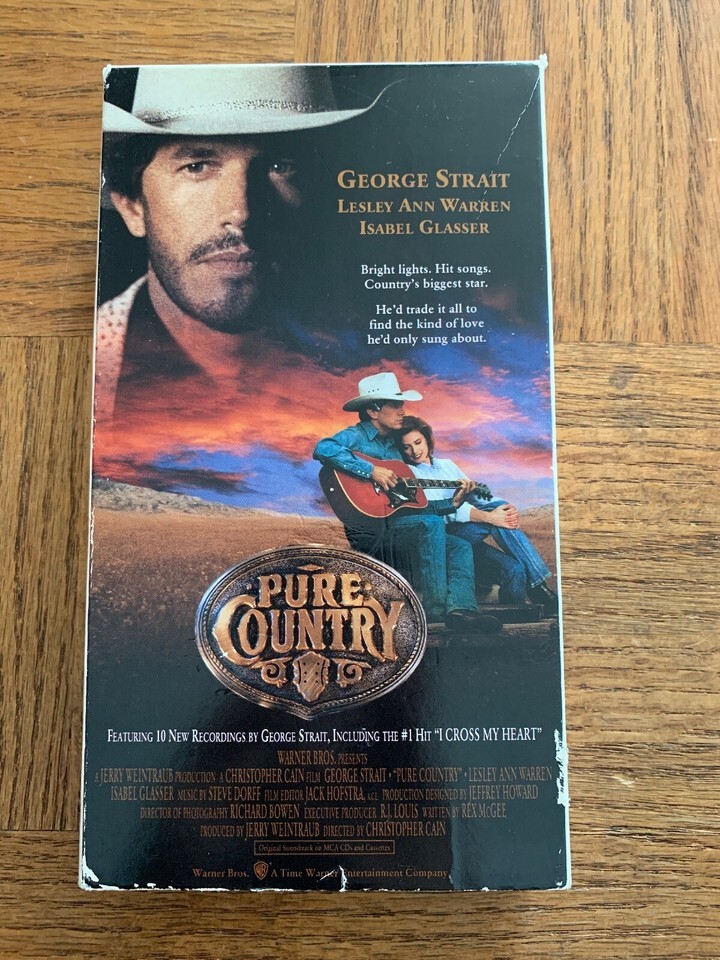 GEORGE STRAIT
LESLEY ANN WARREN
ISABEL GLASSER
Bright lights. Hit songs.
Country's biggest star.
He'd trade it all to
find the kind of love
he'd only sung about.
PURE
COUNTRY
FEATURING 10 NEW RECORDINGS BY GEORGE STRAIT, INCLUDING THE #1 HIT "I CROSS MY HEART"
WARNER BROS. PRESENTS
A JERRY WEINTRAUB PRODUCTION A CHRISTOPHER CAIN FILM GEORGE STRAIT • "PURE COUNTRY" • LESLEY ANN WARREN
ISABEL GLASSER MUSIC BY STEVE DORFF FILM EDITOR JACK HOFSTRA, A.C.E. PRODUCTION DESIGNED BY JEFFREY HOWARD
DIRECTOR OF PHOTOGRAPHY RICHARD BOWEN EXECUTIVE PRODUCER R.J. LOUIS WRITTEN BY REX McGEE
PRODUCED BY JERRY WEINTRAUB DIRECTED BY CHRISTOPHER CAIN
Original Soundtrack on MCA CDs and Cassettes
Warner Bros. WB A Time Warner Entertainment Company